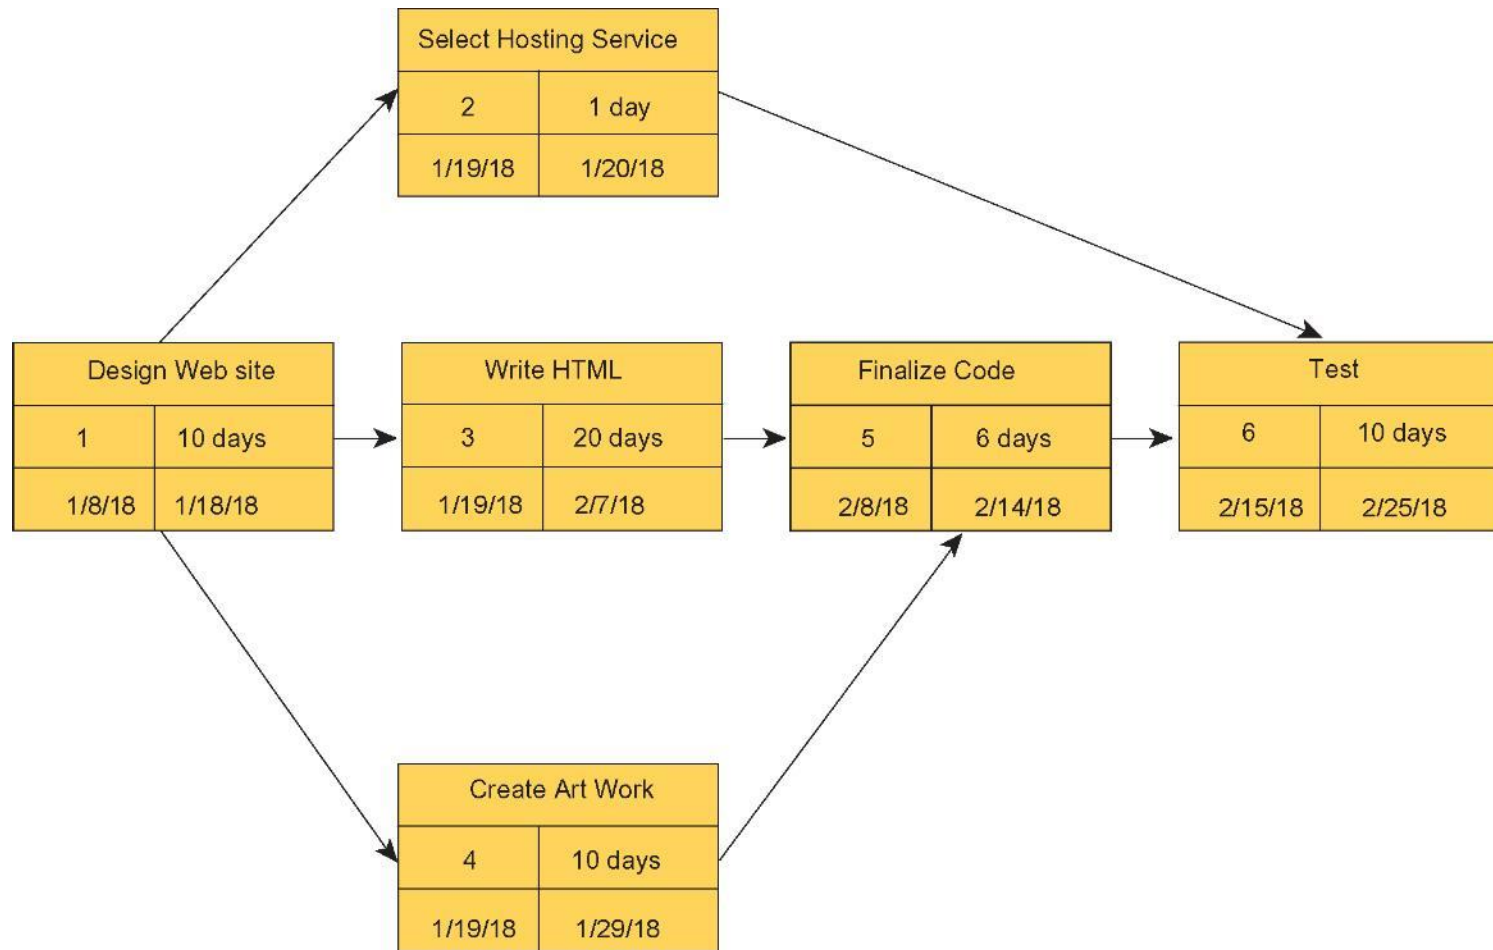 Select Hosting Service
2 1 day
1/19/18 1/20/18
Design Web site
1 10 days
1/8/18 1/18/18
Write HTML
3 20 days
1/19/18 2/7/18
Finalize Code
5 6 days
2/8/18 2/14/18
Test
6 10 days
2/15/18 2/25/18
Create Art Work
4 10 days
1/19/18 1/29/18